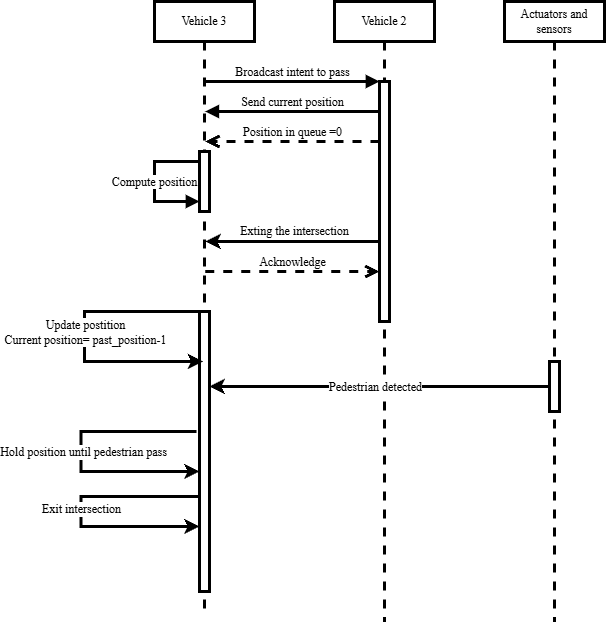 Vehicle 3
Vehicle 2
Actuators and
sensors
Broadcast intent to pass
Send current position
Position in queue =0
Compute position
Exting the intersection
Acknowledge
Update postition
Current position= past_position-1
Pedestrian detected
Hold position until pedestrian pass
Exit intersection